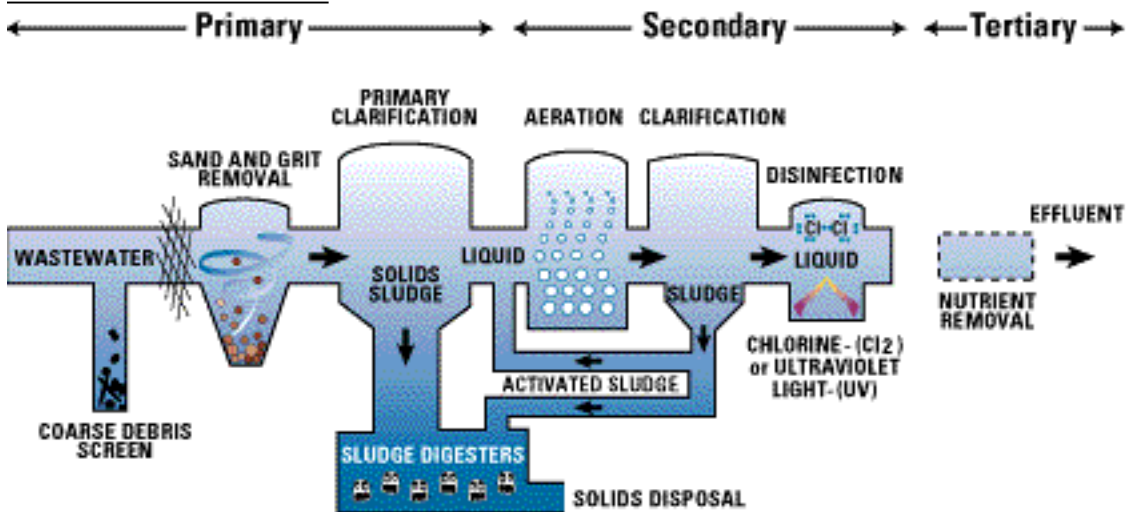 Primary
Secondary
Tertiary
PRIMARY
CLARIFICATION
AERATION
CLARIFICATION
SAND AND GRIT
REMOVAL
DISINFECTION
EFFLUENT
WASTEWATER
LIQUID
Cl-Cl
LIQUID
SOLIDS
SLUDGE
SLUDGE
NUTRIENT
REMOVAL
CHLORINE-(Cl2)
or ULTRAVIOLET
LIGHT-(UV)
ACTIVATED SLUDGE
COARSE DEBRIS
SCREEN
SLUDGE DIGESTERS
SOLIDS DISPOSAL